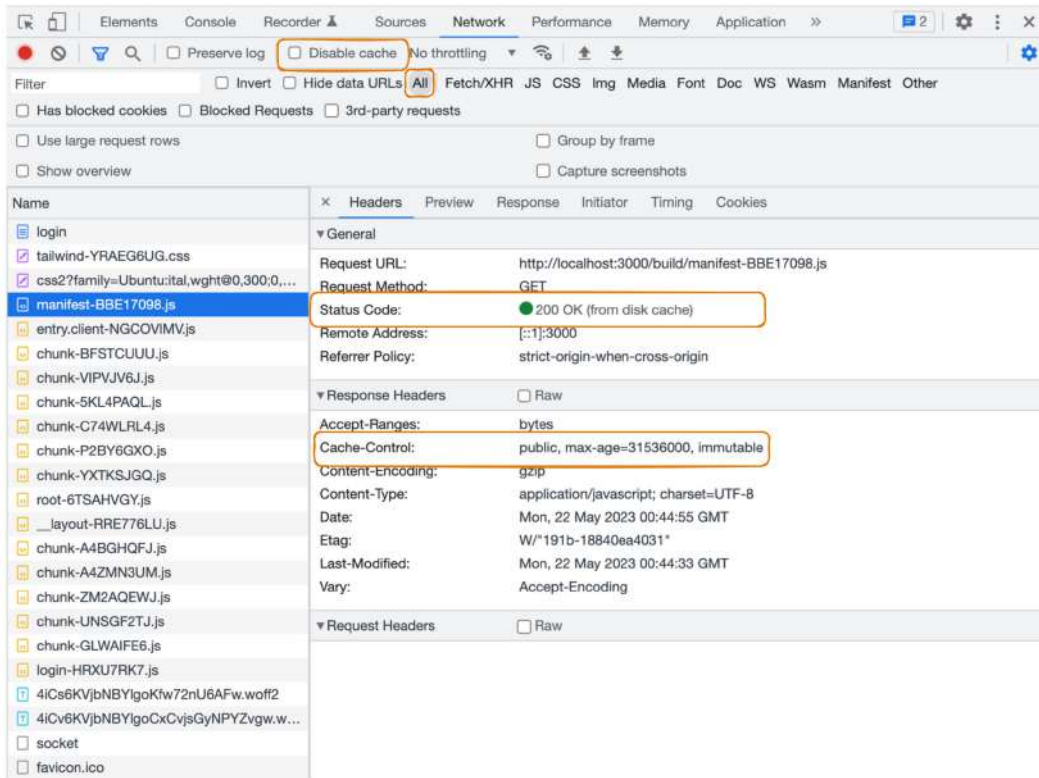 Elements Console Recorder Sources Network Performance Memory Application » 2
Preserve log Disable cache No throttling
Filter Invert Hide data URLs All Fetch/XHR JS CSS Img Media Font Doc WS Wasm Manifest Other
Has blocked cookies Blocked Requests 3rd-party requests
Use large request rows Group by frame
Show overview Capture screenshots
Name
login
tailwind-YRAEG6UG.css
css2?family=Ubuntu:ital,wght@0,300;0,...
manifest-BBE17098.js
entry.client-NGCOVIMV.js
chunk-BFSTCUUU.js
chunk-VIPVJV6J.js
chunk-5KL4PAQL.js
chunk-C74WLRL4.js
chunk-P2BY6GXO.js
chunk-YXTKSJGQ.js
root-6TSAHVGY.js
__layout-RRE776LU.js
chunk-A4BGHQFJ.js
chunk-A4ZMN3UM.js
chunk-ZM2AQEWJ.js
chunk-UNSGF2TJ.js
chunk-GLWAIFE6.js
login-HRXU7RK7.js
4iCs6KVjbNBYlgoKfw72nU6AFw.woff2
4iCv6KVjbNBYlgoCxCvjsGyNPYZvgw.w...
socket
favicon.ico
× Headers Preview Response Initiator Timing Cookies
General
Request URL: http://localhost:3000/build/manifest-BBE17098.js
Request Method: GET
Status Code: 200 OK (from disk cache)
Remote Address: [::1]:3000
Referrer Policy: strict-origin-when-cross-origin
Response Headers Raw
Accept-Ranges: bytes
Cache-Control: public, max-age=31536000, immutable
Content-Encoding: gzip
Content-Type: application/javascript; charset=UTF-8
Date: Mon, 22 May 2023 00:44:55 GMT
Etag: W/"191b-18840ea4031"
Last-Modified: Mon, 22 May 2023 00:44:33 GMT
Vary: Accept-Encoding
Request Headers Raw